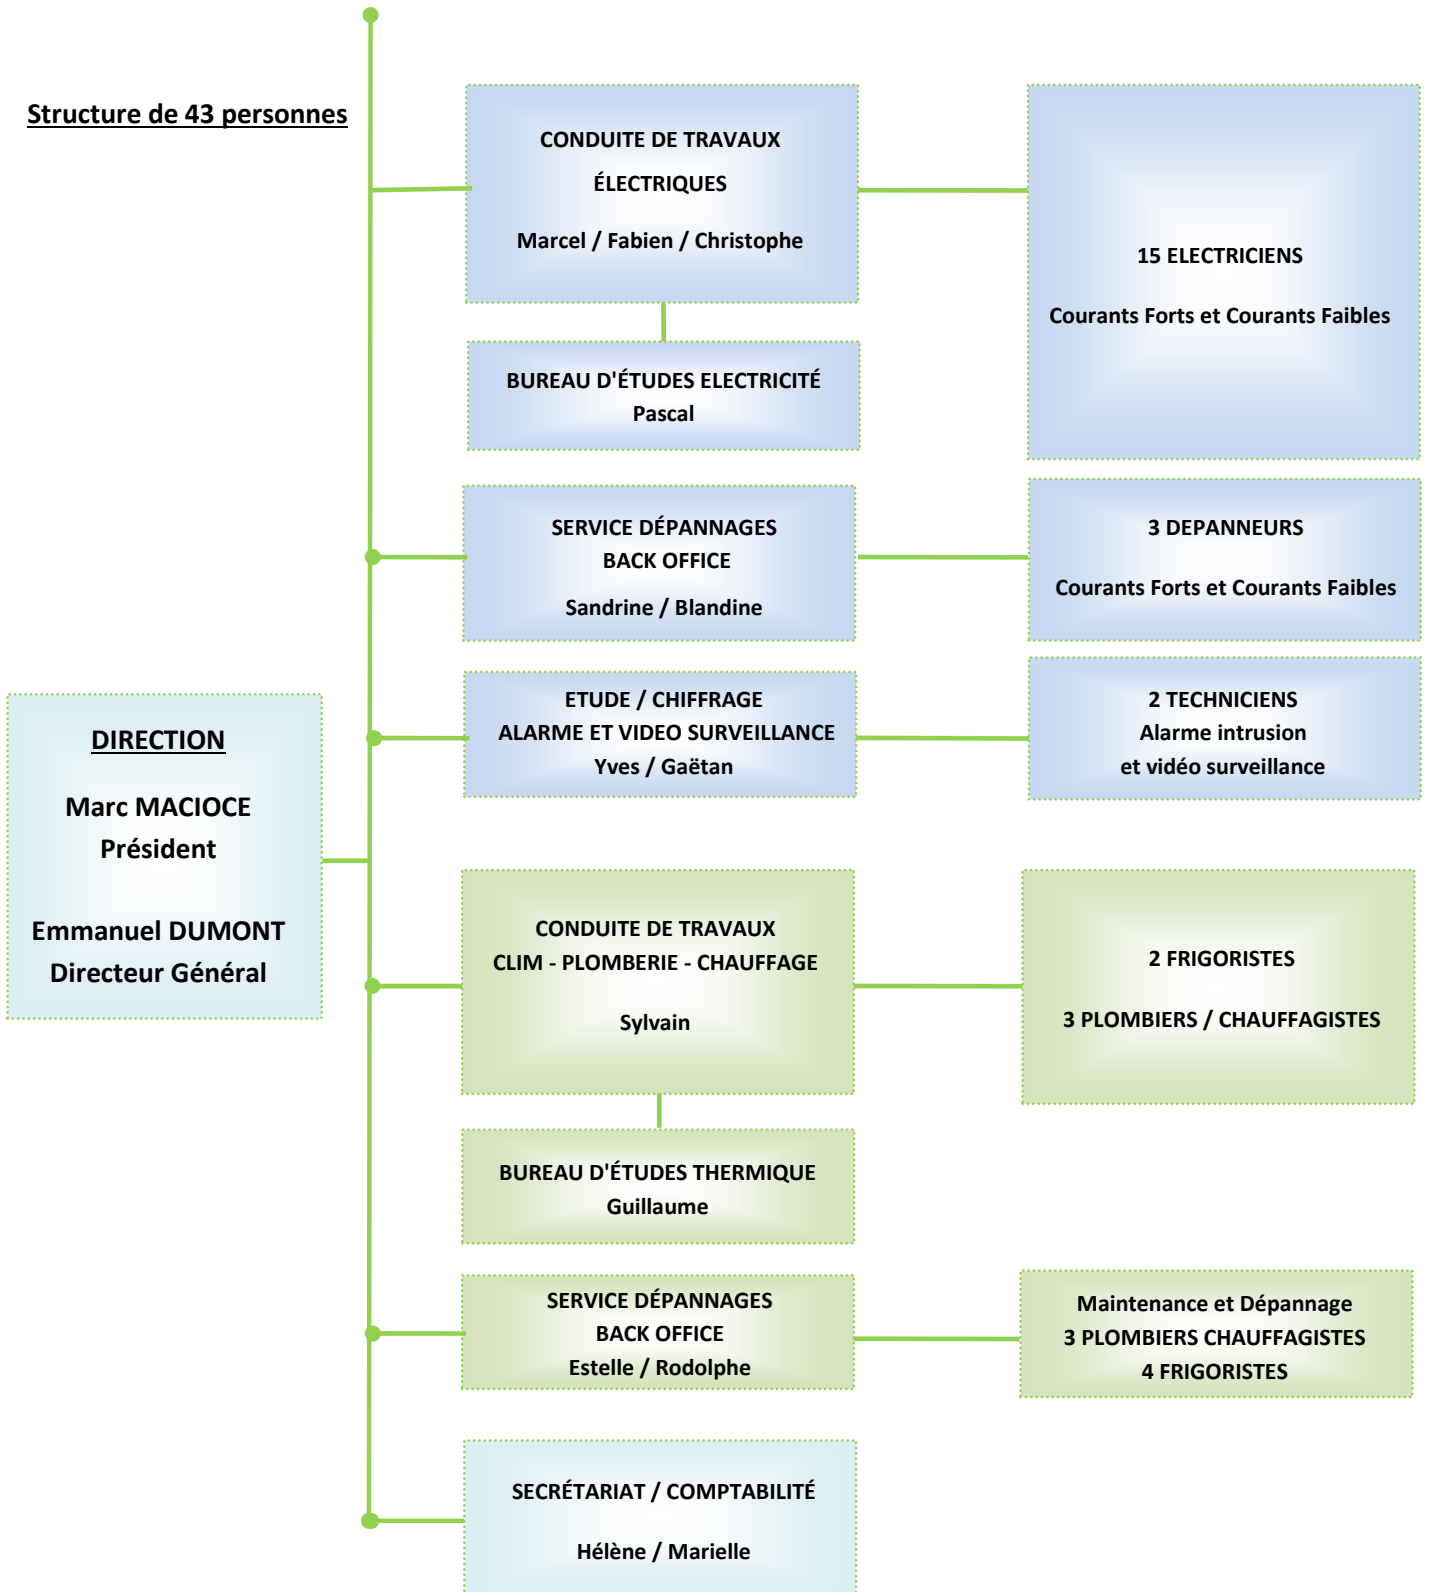 Structure de 43 personnes
CONDUITE DE TRAVAUX
ÉLECTRIQUES
Marcel / Fabien / Christophe
15 ELECTRICIENS
Courants Forts et Courants Faibles
BUREAU D'ÉTUDES ELECTRICITÉ
Pascal
SERVICE DÉPANNAGES
BACK OFFICE
Sandrine / Blandine
3 DEPANNEURS
Courants Forts et Courants Faibles
ETUDE / CHIFFRAGE
ALARME ET VIDEO SURVEILLANCE
Yves / Gaëtan
2 TECHNICIENS
Alarme intrusion
et vidéo surveillance
DIRECTION
Marc MACIOCE
Président
Emmanuel DUMONT
Directeur Général
CONDUITE DE TRAVAUX
CLIM - PLOMBERIE - CHAUFFAGE
Sylvain
2 FRIGORISTES
3 PLOMBIERS / CHAUFFAGISTES
BUREAU D'ÉTUDES THERMIQUE
Guillaume
SERVICE DÉPANNAGES
BACK OFFICE
Estelle / Rodolphe
Maintenance et Dépannage
3 PLOMBIERS CHAUFFAGISTES
4 FRIGORISTES
SECRÉTARIAT / COMPTABILITÉ
Hélène / Marielle